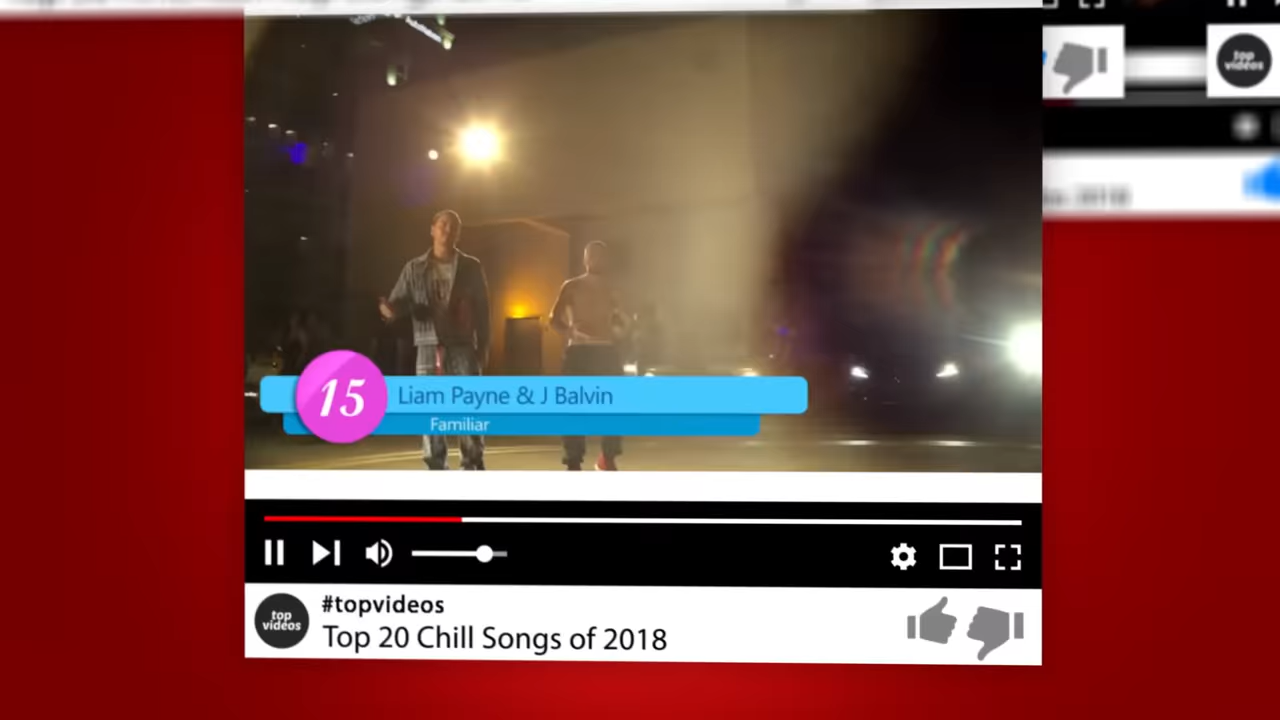 15
Liam Payne & J Balvin
Familiar
top
videos
#topvideos
Top 20 Chill Songs of 2018
top
videos